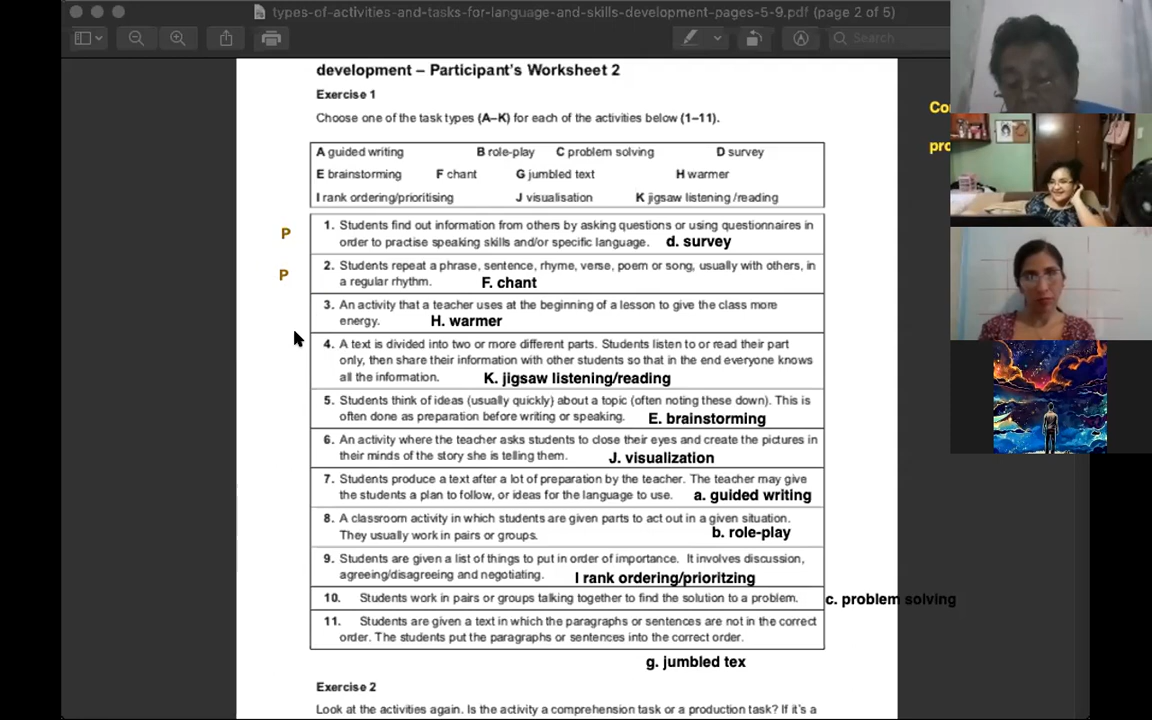 types-of-activities-and-tasks-for-language-and-skills-development-pages-5-9.pdf (page 2 of 5)
Search
development – Participant's Worksheet 2
Exercise 1
Choose one of the task types (A–K) for each of the activities below (1–11).
A guided writing B role-play C problem solving D survey
E brainstorming F chant G jumbled text H warmer
I rank ordering/prioritising J visualisation K jigsaw listening /reading
P
1. Students find out information from others by asking questions or using questionnaires in
order to practise speaking skills and/or specific language. d. survey
P
2. Students repeat a phrase, sentence, rhyme, verse, poem or song, usually with others, in
a regular rhythm. F. chant
3. An activity that a teacher uses at the beginning of a lesson to give the class more
energy. H. warmer
4. A text is divided into two or more different parts. Students listen to or read their part
only, then share their information with other students so that in the end everyone knows
all the information. K. jigsaw listening/reading
5. Students think of ideas (usually quickly) about a topic (often noting these down). This is
often done as preparation before writing or speaking. E. brainstorming
6. An activity where the teacher asks students to close their eyes and create the pictures in
their minds of the story she is telling them. J. visualization
7. Students produce a text after a lot of preparation by the teacher. The teacher may give
the students a plan to follow, or ideas for the language to use. a. guided writing
8. A classroom activity in which students are given parts to act out in a given situation.
They usually work in pairs or groups. b. role-play
9. Students are given a list of things to put in order of importance. It involves discussion,
agreeing/disagreeing and negotiating. I rank ordering/prioritzing
10. Students work in pairs or groups talking together to find the solution to a problem. c. problem solving
11. Students are given a text in which the paragraphs or sentences are not in the correct
order. The students put the paragraphs or sentences into the correct order.
g. jumbled tex
Exercise 2
Look at the activities again. Is the activity a comprehension task or a production task? If it's a